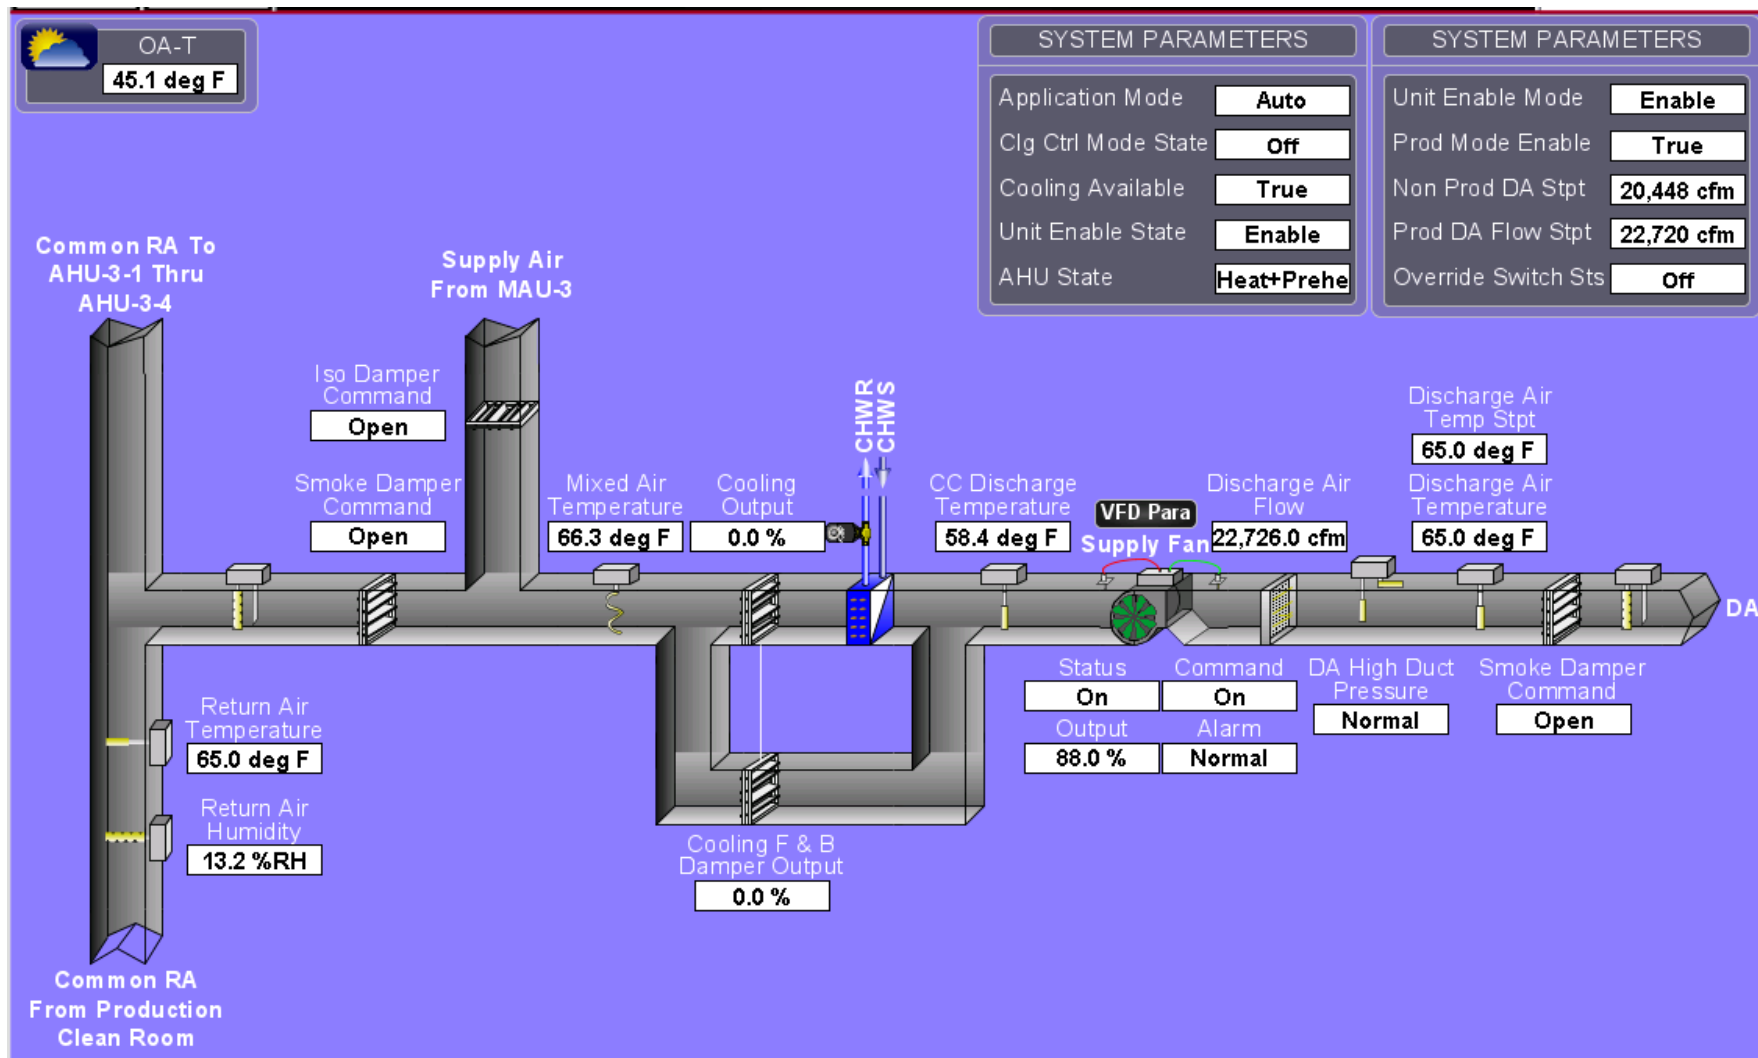 OA-T
45.1 deg F
SYSTEM PARAMETERS
Application Mode Auto
Clg Ctrl Mode State Off
Cooling Available True
Unit Enable State Enable
AHU State Heat+Prehe
SYSTEM PARAMETERS
Unit Enable Mode Enable
Prod Mode Enable True
Non Prod DA Stpt 20,448 cfm
Prod DA Flow Stpt 22,720 cfm
Override Switch Sts Off
Common RA To
AHU-3-1 Thru
AHU-3-4
Supply Air
From MAU-3
Iso Damper
Command
Open
Smoke Damper
Command
Open
Mixed Air
Temperature
66.3 deg F
Cooling
Output
0.0 %
CHWR
CHWS
CC Discharge
Temperature
58.4 deg F
VFD Para
Supply Fan
Discharge Air
Flow
22,726.0 cfm
Discharge Air
Temp Stpt
65.0 deg F
Discharge Air
Temperature
65.0 deg F
DA
Status
On
Command
On
Output
88.0 %
Alarm
Normal
DA High Duct
Pressure
Normal
Smoke Damper
Command
Open
Return Air
Temperature
65.0 deg F
Return Air
Humidity
13.2 %RH
Cooling F & B
Damper Output
0.0 %
Common RA
From Production
Clean Room